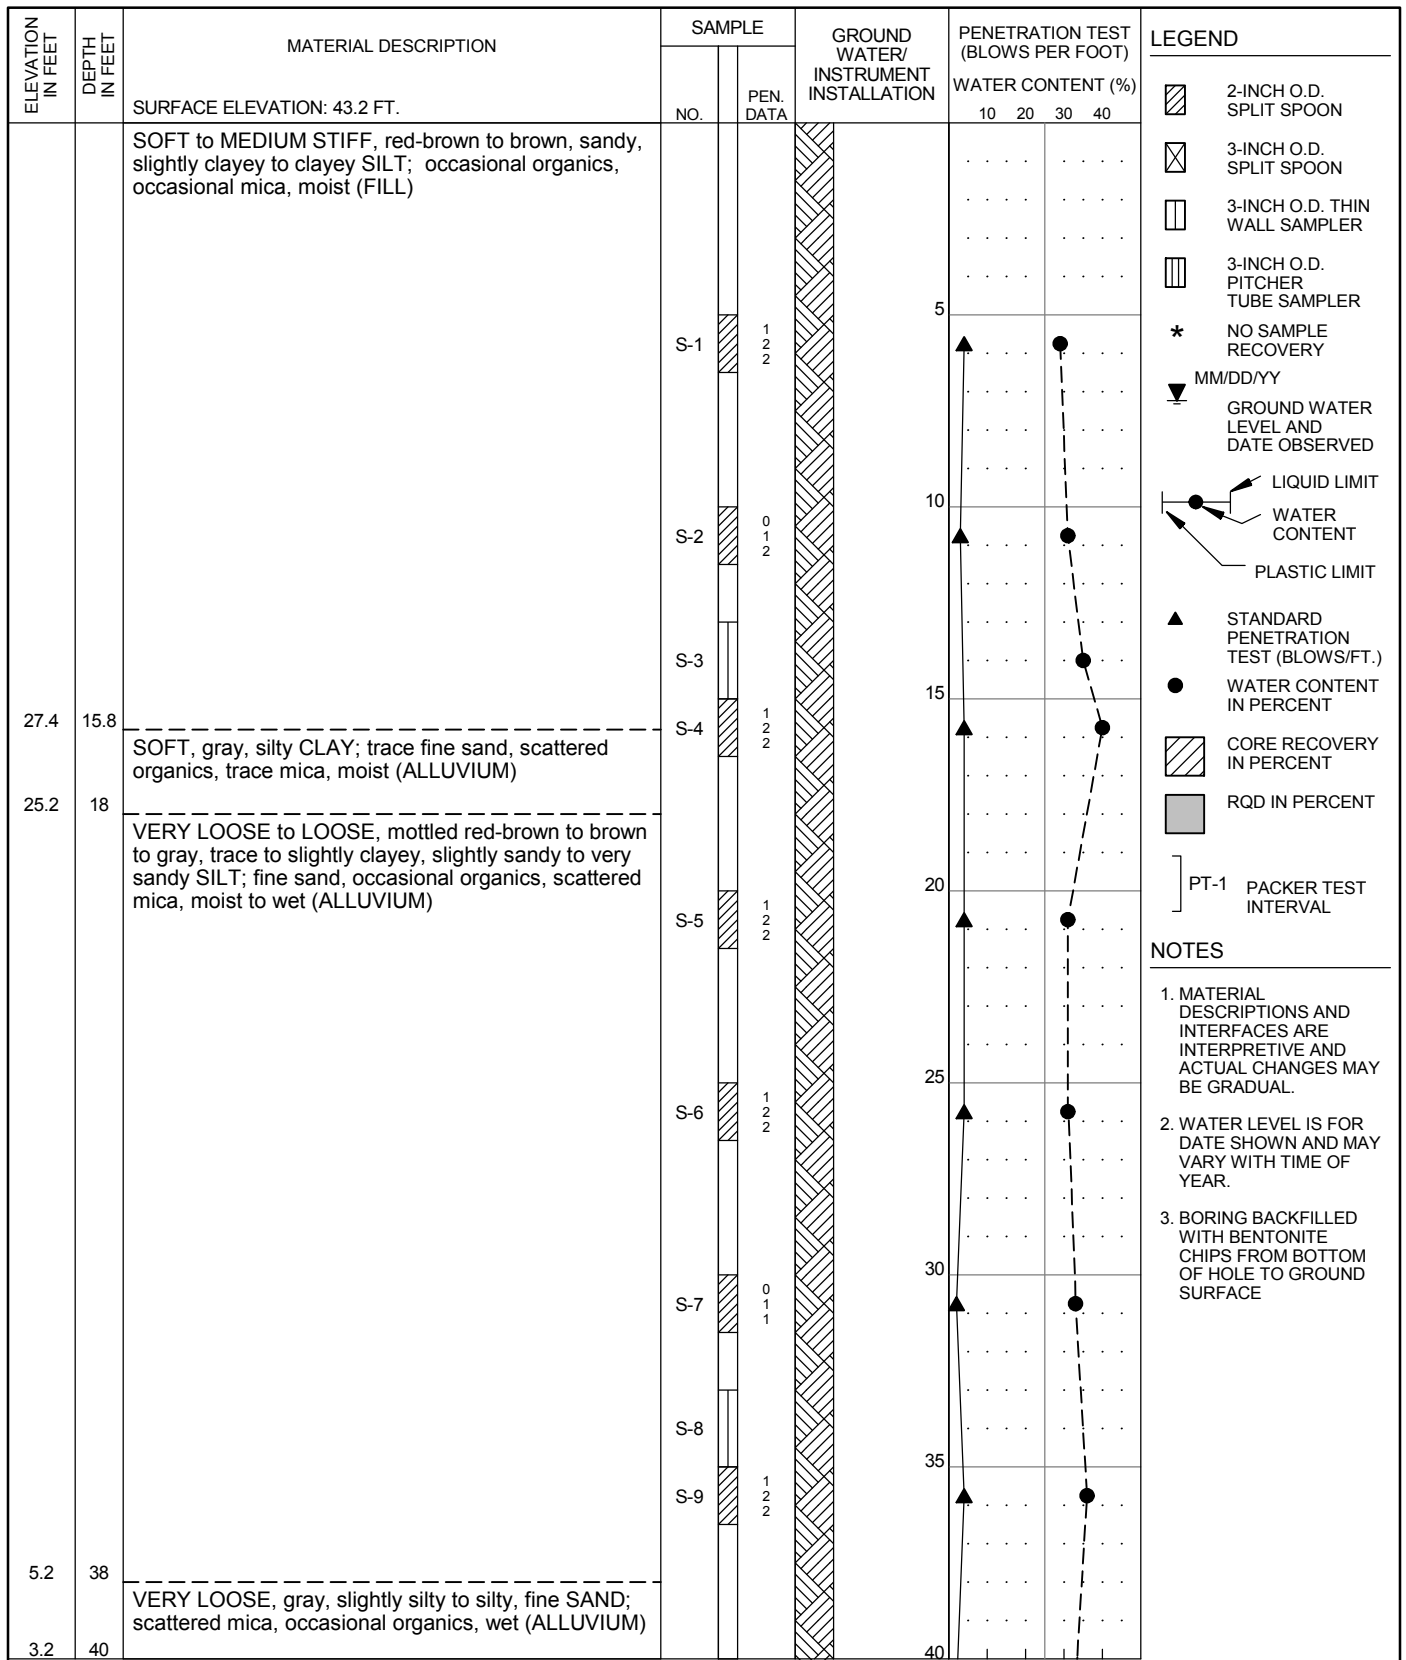 ELEVATION
IN FEET
DEPTH
IN FEET
MATERIAL DESCRIPTION
SURFACE ELEVATION: 43.2 FT.
SAMPLE
NO.
PEN.
DATA
GROUND
WATER/
INSTRUMENT
INSTALLATION
PENETRATION TEST
(BLOWS PER FOOT)
WATER CONTENT (%)
10 20 30 40
SOFT to MEDIUM STIFF, red-brown to brown, sandy,
slightly clayey to clayey SILT; occasional organics,
occasional mica, moist (FILL)
5
S-1
1
2
2
10
S-2
0
1
2
S-3
15
27.4 15.8
S-4
1
2
2
SOFT, gray, silty CLAY; trace fine sand, scattered
organics, trace mica, moist (ALLUVIUM)
25.2 18
VERY LOOSE to LOOSE, mottled red-brown to brown
to gray, trace to slightly clayey, slightly sandy to very
sandy SILT; fine sand, occasional organics, scattered
mica, moist to wet (ALLUVIUM)
20
S-5
1
2
2
25
S-6
1
2
2
30
S-7
0
1
1
S-8
35
S-9
1
2
2
5.2 38
VERY LOOSE, gray, slightly silty to silty, fine SAND;
scattered mica, occasional organics, wet (ALLUVIUM)
3.2 40
40
10 20 30 40
LEGEND
2-INCH O.D.
SPLIT SPOON
3-INCH O.D.
SPLIT SPOON
3-INCH O.D. THIN
WALL SAMPLER
3-INCH O.D.
PITCHER
TUBE SAMPLER
* NO SAMPLE
RECOVERY
MM/DD/YY
GROUND WATER
LEVEL AND
DATE OBSERVED
LIQUID LIMIT
WATER
CONTENT
PLASTIC LIMIT
STANDARD
PENETRATION
TEST (BLOWS/FT.)
WATER CONTENT
IN PERCENT
CORE RECOVERY
IN PERCENT
RQD IN PERCENT
PT-1 PACKER TEST
INTERVAL
NOTES
1. MATERIAL
DESCRIPTIONS AND
INTERFACES ARE
INTERPRETIVE AND
ACTUAL CHANGES MAY
BE GRADUAL.
2. WATER LEVEL IS FOR
DATE SHOWN AND MAY
VARY WITH TIME OF
YEAR.
3. BORING BACKFILLED
WITH BENTONITE
CHIPS FROM BOTTOM
OF HOLE TO GROUND
SURFACE